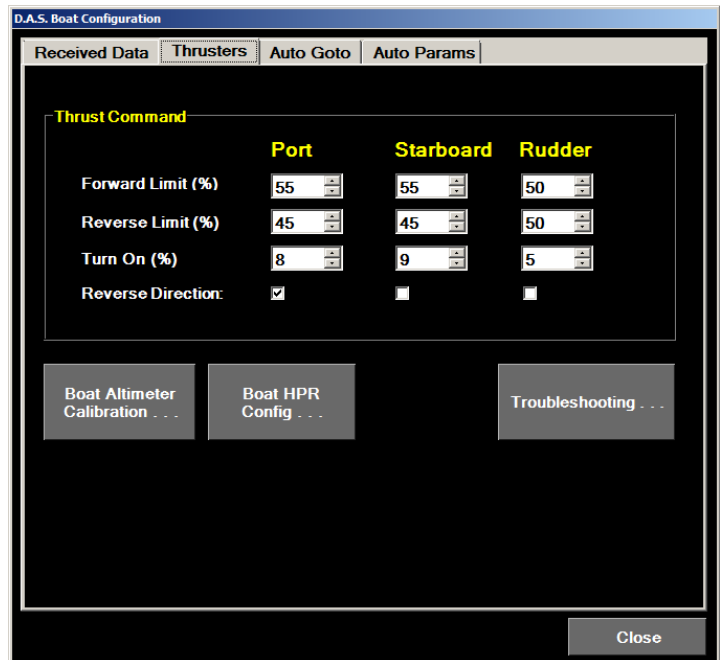 D.A.S. Boat Configuration
Received Data Thrusters Auto Goto Auto Params
Thrust Command
Port Starboard Rudder
Forward Limit (%) 55 55 50
Reverse Limit (%) 45 45 50
Turn On (%) 8 9 5
Reverse Direction:
Boat Altimeter
Calibration . . .
Boat HPR
Config . . .
Troubleshooting . . .
Close